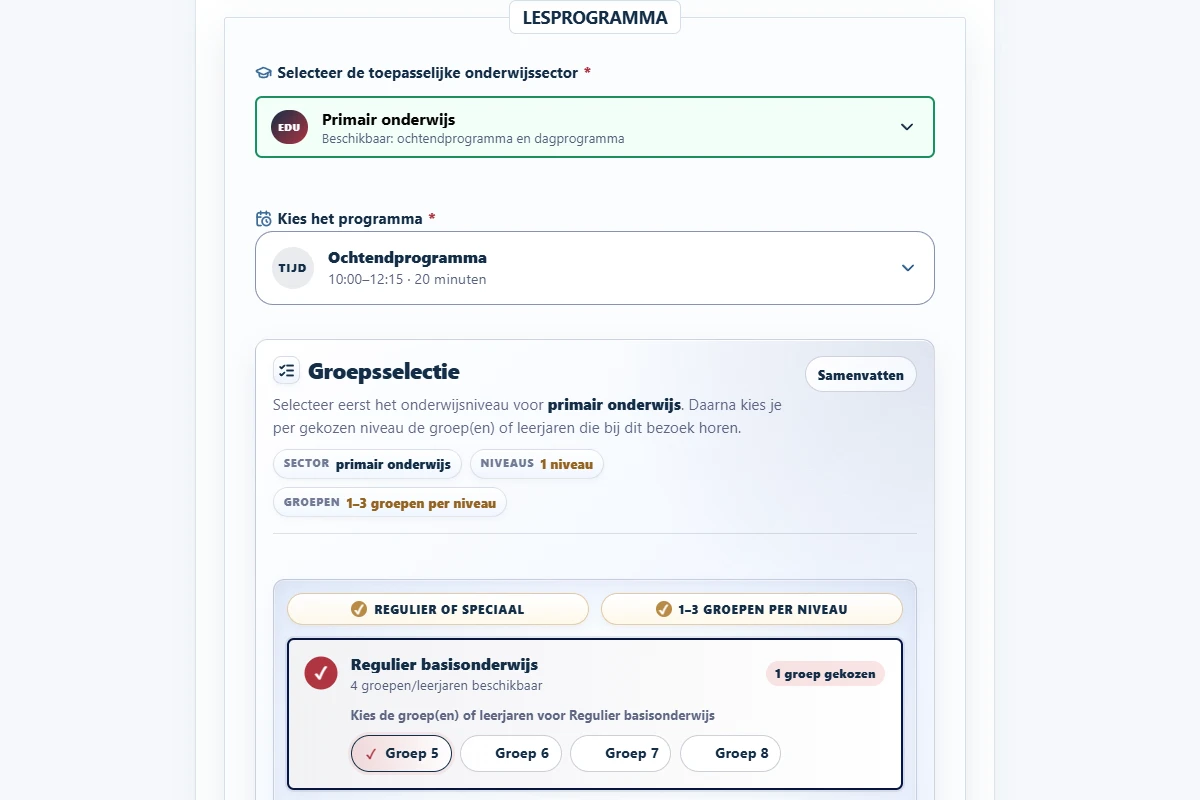 LESPROGRAMMA
Selecteer de toepasselijke onderwijssector *
EDU
Primair onderwijs
Beschikbaar: ochtendprogramma en dagprogramma
Kies het programma *
TIJD
Ochtendprogramma
10:00–12:15 · 20 minuten
Groepsselectie
Samenvatten
Selecteer eerst het onderwijsniveau voor primair onderwijs. Daarna kies je
per gekozen niveau de groep(en) of leerjaren die bij dit bezoek horen.
SECTOR primair onderwijs NIVEAUS 1 niveau
GROEPEN 1–3 groepen per niveau
REGULIER OF SPECIAAL 1–3 GROEPEN PER NIVEAU
Regulier basisonderwijs
4 groepen/leerjaren beschikbaar
1 groep gekozen
Kies de groep(en) of leerjaren voor Regulier basisonderwijs
✓ Groep 5 Groep 6 Groep 7 Groep 8